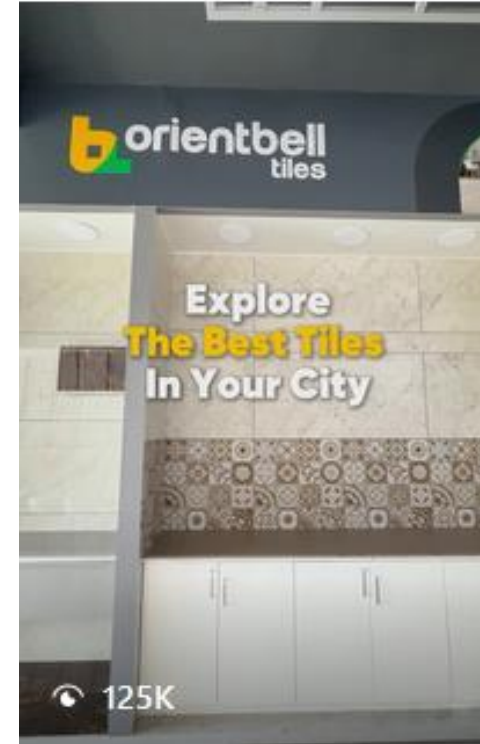 orientbell
tiles
Explore
The Best Tiles
In Your City
125K